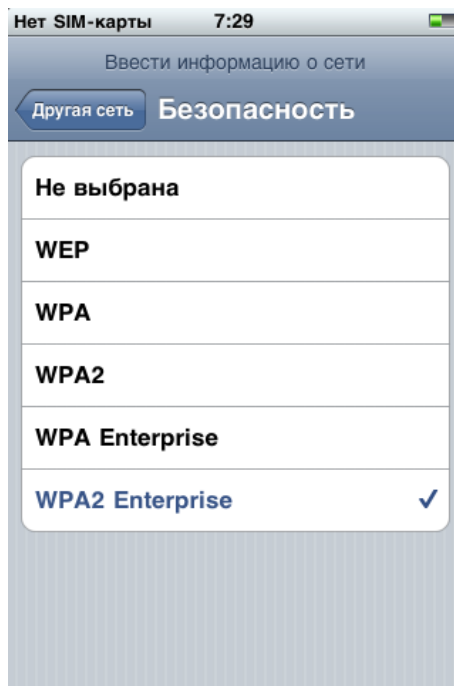 Нет SIM-карты 7:29
Ввести информацию о сети
Другая сеть Безопасность
Не выбрана
WEP
WPA
WPA2
WPA Enterprise
WPA2 Enterprise